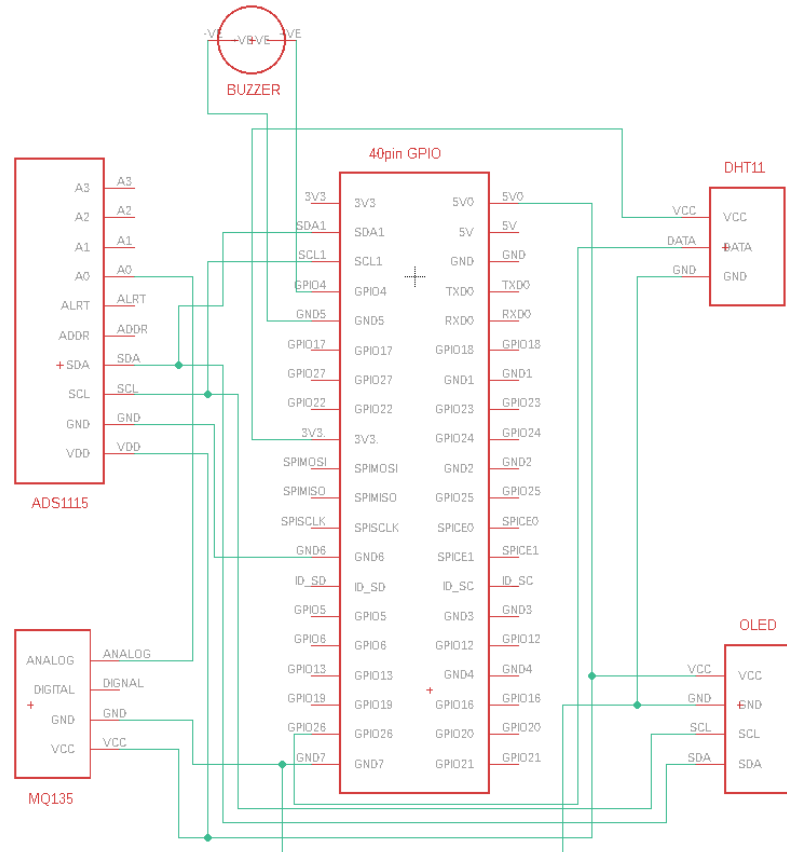 -VE -VE+VE +VE
BUZZER
40pin GPIO
DHT11
A3 A3
A2 A2
A1 A1
A0 A0
ALRT ALRT
ADDR ADDR
SDA SDA
SCL SCL
GND GND
VDD VDD
ADS1115
3V3 3V3 5V0 5V0
SDA1 SDA1 5V 5V
SCL1 SCL1 GND GND
GPIO4 GPIO4 TXD0 TXD0
GND5 GND5 RXD0 RXD0
GPIO17 GPIO17 GPIO18 GPIO18
GPIO27 GPIO27 GND1 GND1
GPIO22 GPIO22 GPIO23 GPIO23
3V3. 3V3. GPIO24 GPIO24
SPIMOSI SPIMOSI GND2 GND2
SPIMISO SPIMISO GPIO25 GPIO25
SPISCLK SPISCLK SPICE0 SPICE0
GND6 GND6 SPICE1 SPICE1
ID_SD ID_SD ID_SC ID_SC
GPIO5 GPIO5 GND3 GND3
GPIO6 GPIO6 GPIO12 GPIO12
GPIO13 GPIO13 GND4 GND4
GPIO19 GPIO19 GPIO16 GPIO16
GPIO26 GPIO26 GPIO20 GPIO20
GND7 GND7 GPIO21 GPIO21
VCC VCC
DATA DATA
GND GND
ANALOG ANALOG
DIGITAL DIGNAL
GND GND
VCC VCC
MQ135
OLED
VCC VCC
GND GND
SCL SCL
SDA SDA